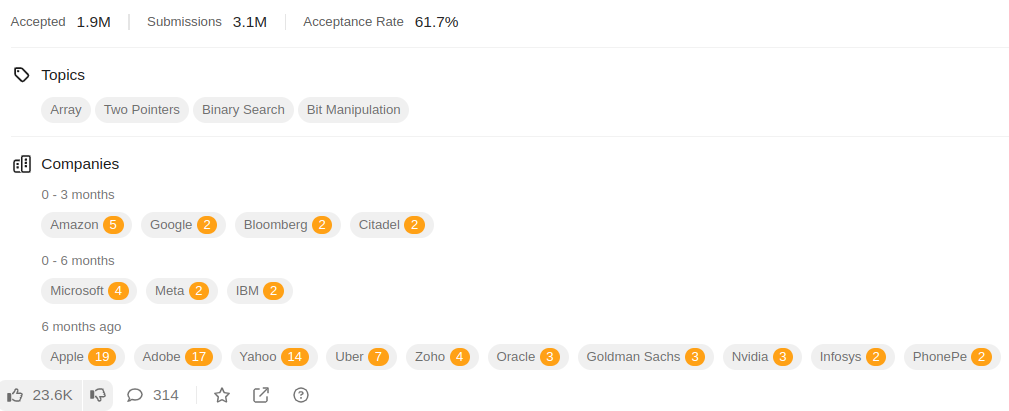 Accepted 1.9M Submissions 3.1M Acceptance Rate 61.7%
Topics
Array Two Pointers Binary Search Bit Manipulation
Companies
0 - 3 months
Amazon 5 Google 2 Bloomberg 2 Citadel 2
0 - 6 months
Microsoft 4 Meta 2 IBM 2
6 months ago
Apple 19 Adobe 17 Yahoo 14 Uber 7 Zoho 4 Oracle 3 Goldman Sachs 3 Nvidia 3 Infosys 2 PhonePe 2
23.6K 314